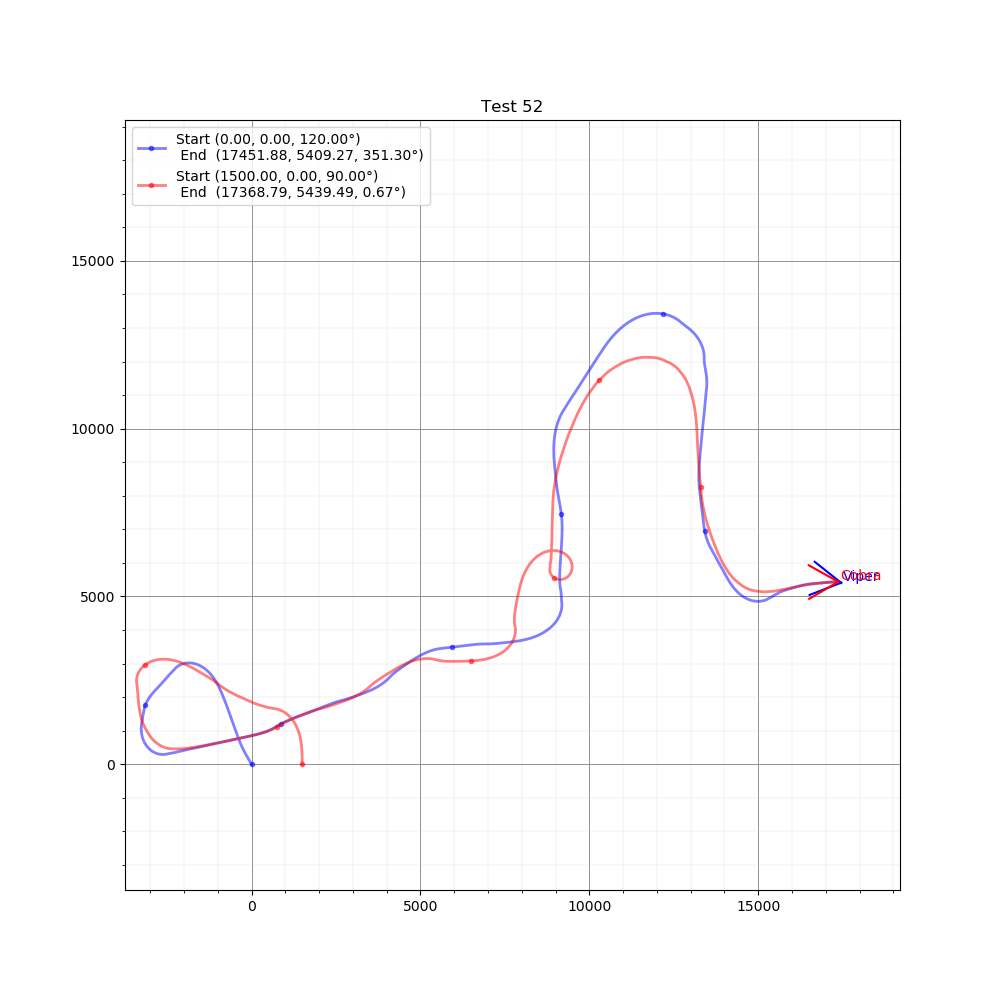 Test 52
Start (0.00, 0.00, 120.00°)
End (17451.88, 5409.27, 351.30°)
Start (1500.00, 0.00, 90.00°)
End (17368.79, 5439.49, 0.67°)
15000
10000
5000
0
Cobra
Viper
0
5000
10000
15000